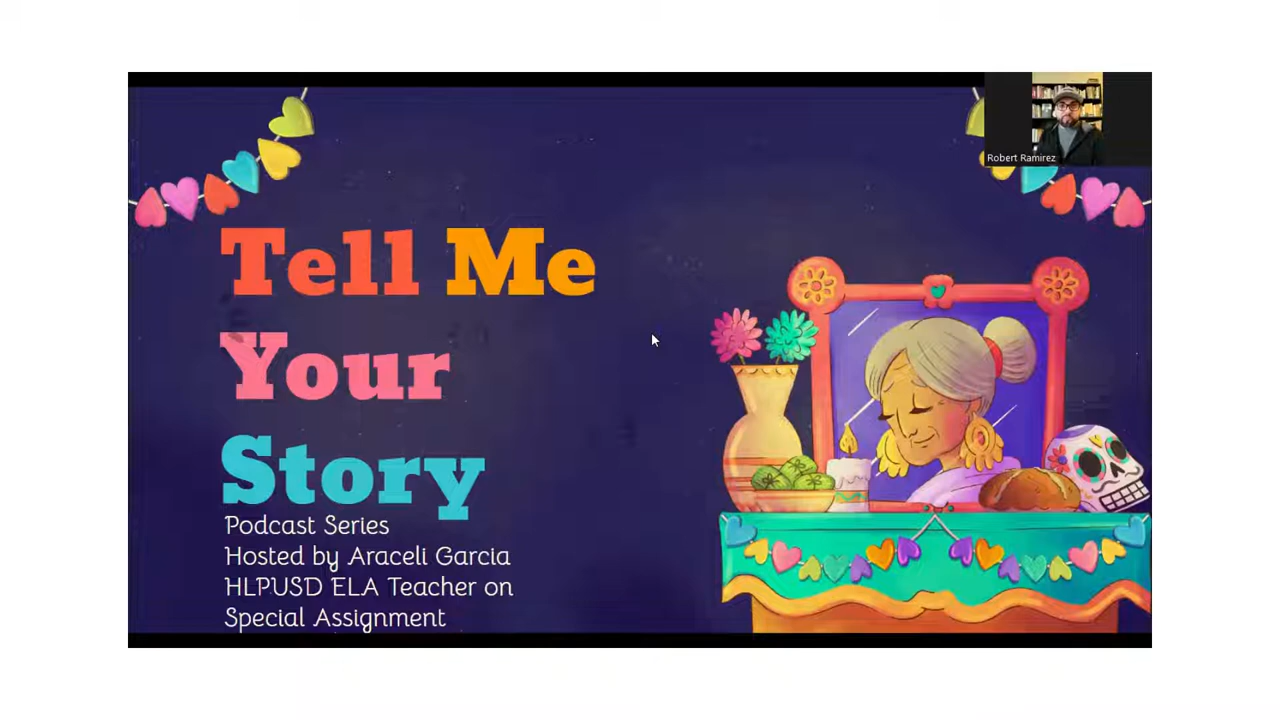 Robert Ramirez
Tell Me
Your
Story
Podcast Series
Hosted by Araceli Garcia
HLPUSD ELA Teacher on
Special Assignment